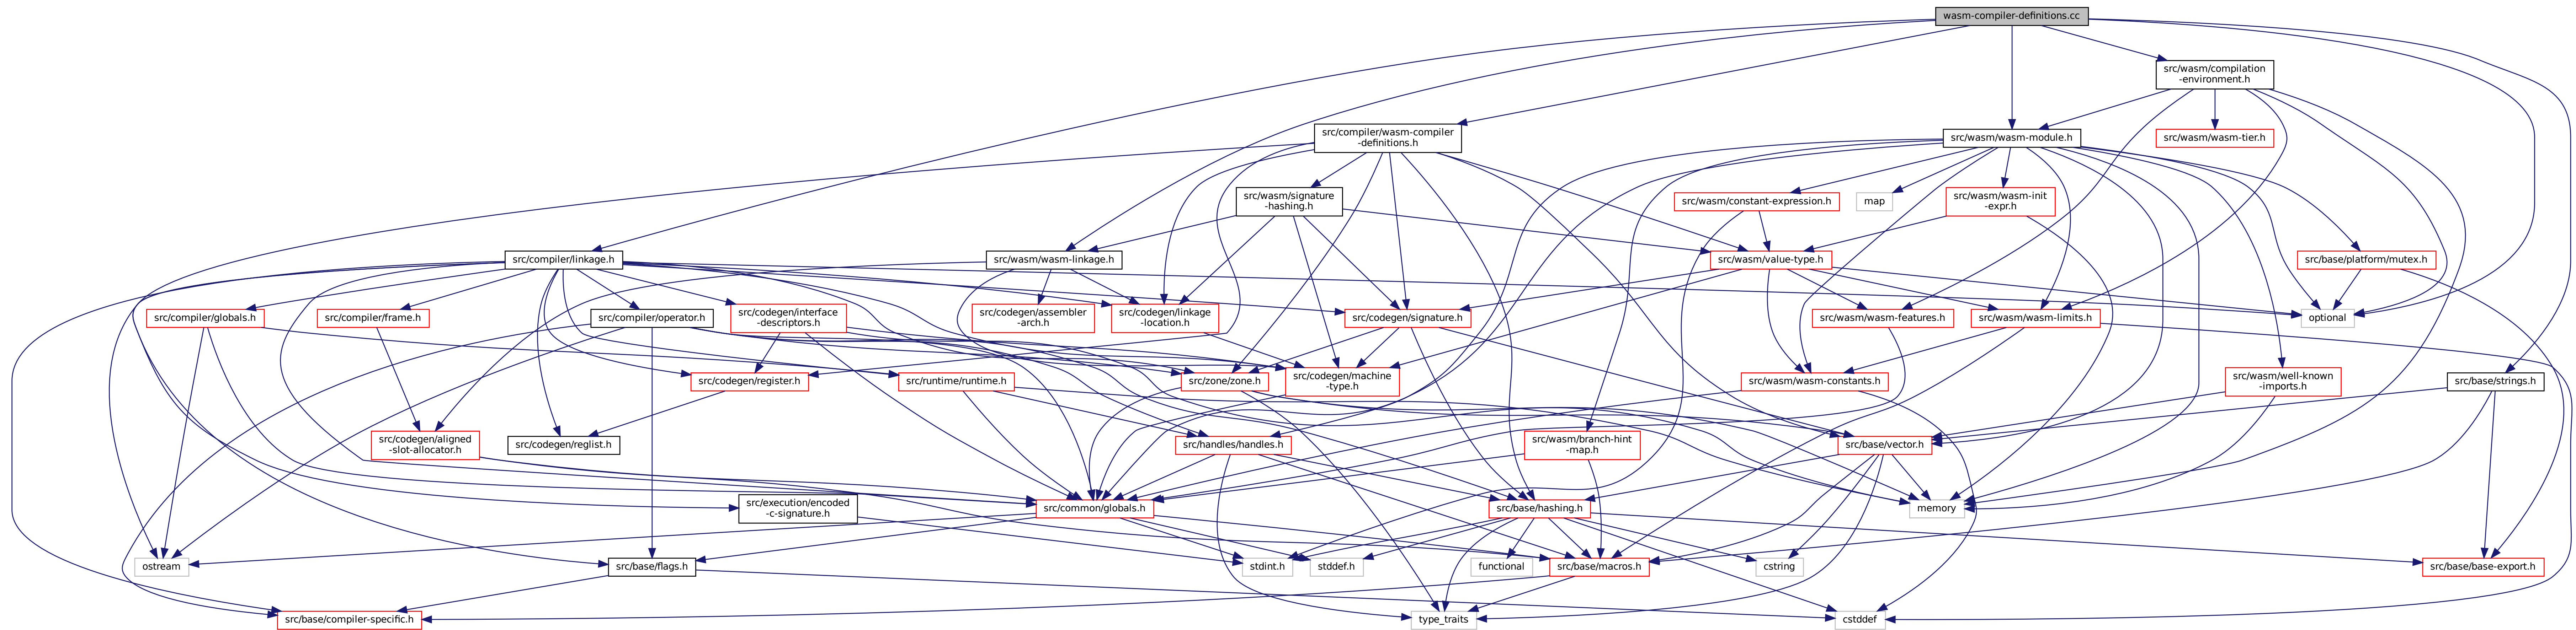 wasm-compiler-definitions.cc
src/wasm/compilation
-environment.h
src/compiler/wasm-compiler
-definitions.h
src/wasm/wasm-module.h
src/wasm/wasm-tier.h
src/wasm/signature
-hashing.h
src/wasm/constant-expression.h
map
src/wasm/wasm-init
-expr.h
src/compiler/linkage.h
src/wasm/wasm-linkage.h
src/wasm/value-type.h
src/base/platform/mutex.h
src/compiler/globals.h
src/compiler/frame.h
src/compiler/operator.h
src/codegen/interface
-descriptors.h
src/codegen/assembler
-arch.h
src/codegen/linkage
-location.h
src/codegen/signature.h
src/wasm/wasm-features.h
src/wasm/wasm-limits.h
optional
src/codegen/register.h
src/runtime/runtime.h
src/zone/zone.h
src/codegen/machine
-type.h
src/wasm/wasm-constants.h
src/wasm/well-known
-imports.h
src/base/strings.h
src/codegen/aligned
-slot-allocator.h
src/codegen/reglist.h
src/handles/handles.h
src/wasm/branch-hint
-map.h
src/base/vector.h
src/execution/encoded
-c-signature.h
src/common/globals.h
src/base/hashing.h
memory
ostream
src/base/flags.h
stdint.h
stddef.h
functional
src/base/macros.h
cstring
src/base/base-export.h
src/base/compiler-specific.h
type_traits
cstddef